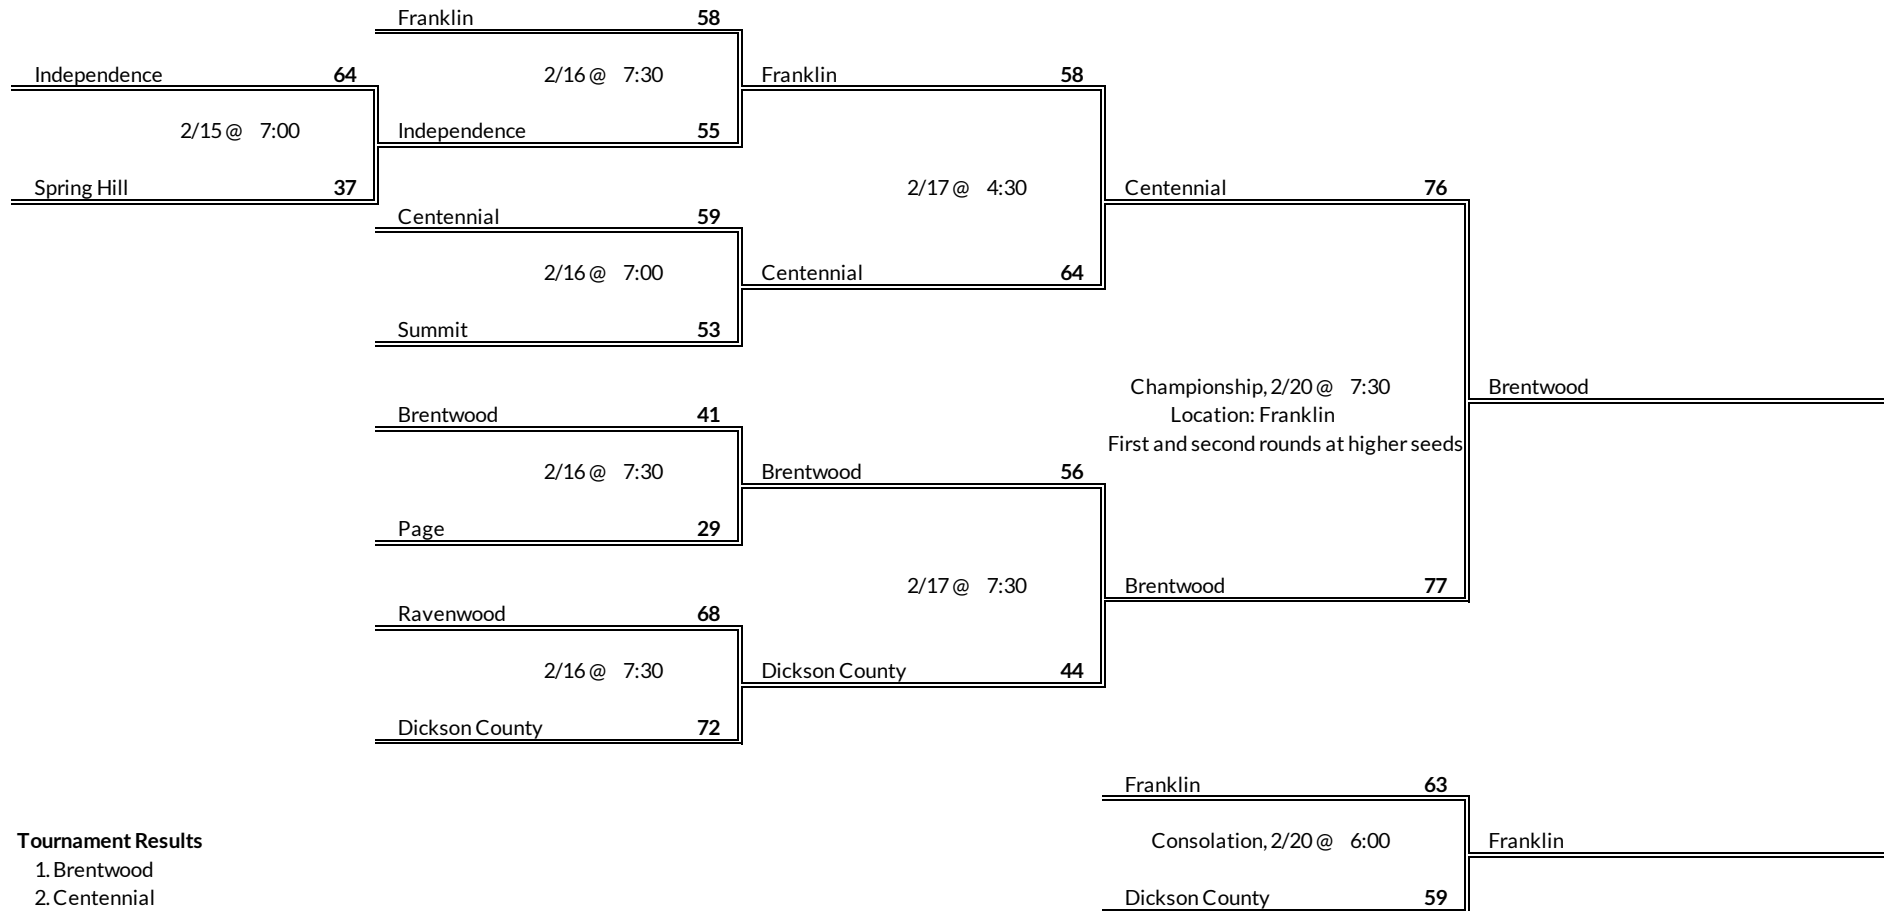 Franklin 58
Independence 64
2/16 @ 7:30
Franklin 58
2/15 @ 7:00
Independence 55
Spring Hill 37
2/17 @ 4:30
Centennial 76
Centennial 59
2/16 @ 7:00
Centennial 64
Summit 53
Championship, 2/20 @ 7:30
Brentwood
Brentwood 41
Location: Franklin
First and second rounds at higher seeds
2/16 @ 7:30
Brentwood 56
Page 29
2/17 @ 7:30
Brentwood 77
Ravenwood 68
2/16 @ 7:30
Dickson County 44
Dickson County 72
Franklin 63
Tournament Results
Consolation, 2/20 @ 6:00
Franklin
1. Brentwood
2. Centennial
Dickson County 59